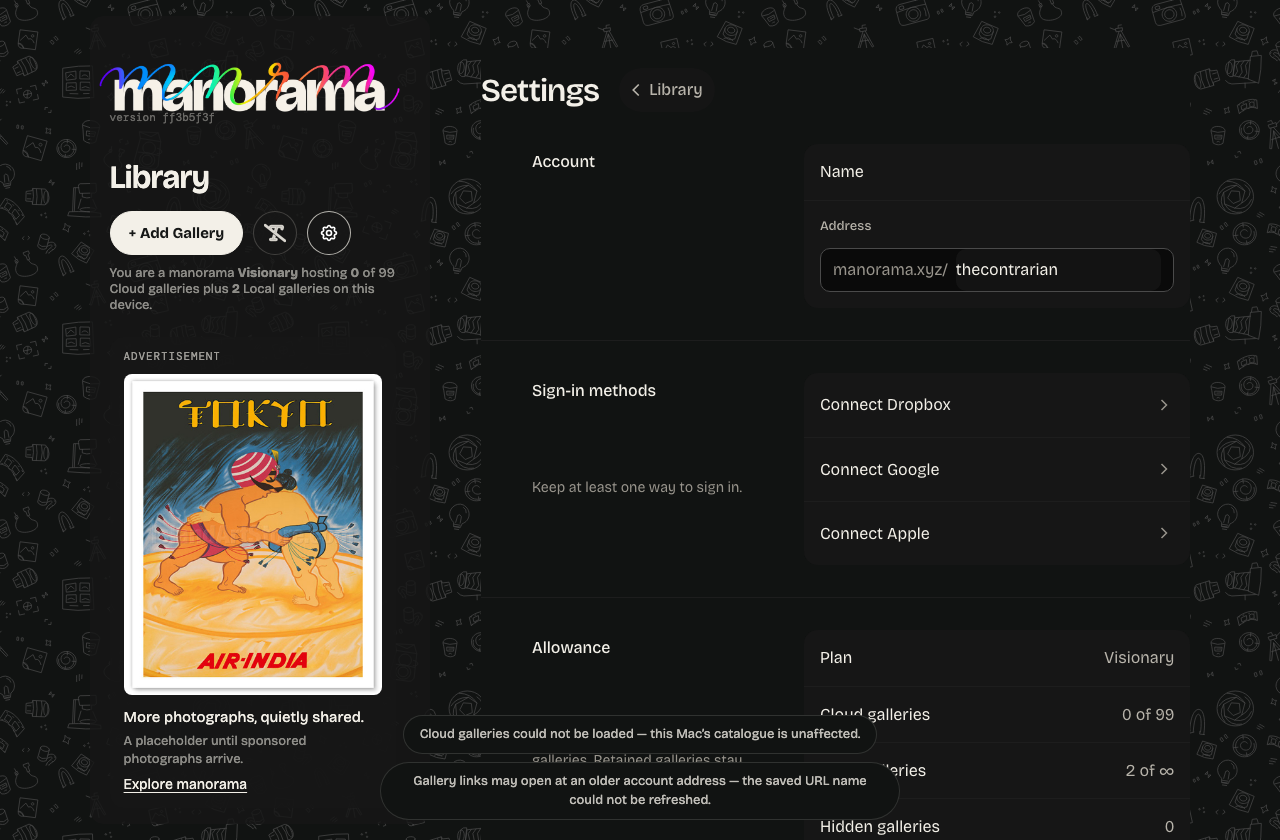 manorama
version ff3b5f3f
Library
+ Add Gallery
You are a manorama Visionary hosting 0 of 99
Cloud galleries plus 2 Local galleries on this
device.
ADVERTISEMENT
TOKYO
AIR-INDIA
More photographs, quietly shared.
A placeholder until sponsored
photographs arrive.
Explore manorama
Settings
Library
Account
Name
Address
manorama.xyz/ thecontrarian
Sign-in methods
Keep at least one way to sign in.
Connect Dropbox
Connect Google
Connect Apple
Allowance
Plan
Visionary
Cloud galleries
0 of 99
galleries. Retained galleries stay
2 of ∞
Hidden galleries
0
Cloud galleries could not be loaded — this Mac's catalogue is unaffected.
Gallery links may open at an older account address — the saved URL name
could not be refreshed.